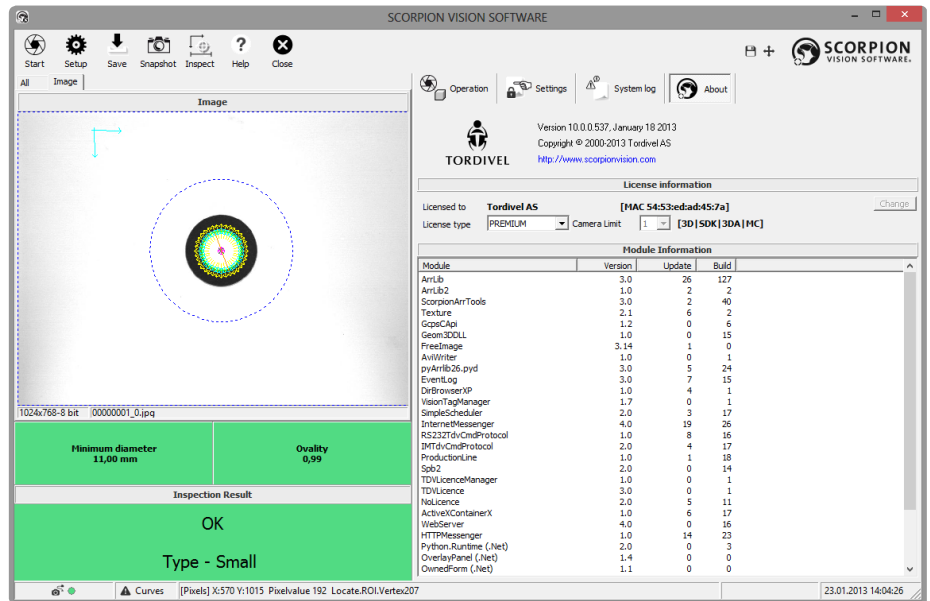 SCORPION VISION SOFTWARE
Start Setup Save Snapshot Inspect Help Close
SCORPION
VISION SOFTWARE.
All Image
Image
1024x768-8 bit 00000001_0.jpg
Minimum diameter
11,00 mm
Ovality
0,99
Inspection Result
OK
Type - Small
Operation Settings System log About
TORDIVEL
Version 10.0.0.537, January 18 2013
Copyright © 2000-2013 Tordivel AS
http://www.scorpionvision.com
License information
Licensed to Tordivel AS [MAC 54:53:ed:ad:45:7a] Change
License type PREMIUM Camera Limit 1 [3D|SDK|3DA|MC]
Module Information
Module Version Update Build
ArrLib 3.0 26 127
ArrLib2 1.0 2 2
ScorpionArrTools 3.0 2 40
Texture 2.1 6 2
GcpsCApi 1.2 0 6
Geom3DDLL 1.0 0 15
FreeImage 3.14 1 0
AviWriter 1.0 0 1
pyArrlib26.pyd 3.0 5 24
EventLog 3.0 7 15
DirBrowserXP 1.0 4 1
VisionTagManager 1.7 0 1
SimpleScheduler 2.0 3 17
InternetMessenger 4.0 19 26
RS232TdvCmdProtocol 1.0 8 16
IMTdvCmdProtocol 2.0 4 17
ProductionLine 1.0 1 18
Spb2 2.0 0 14
TDVLicenceManager 1.0 0 1
TDVLicence 3.0 0 1
NoLicence 2.0 5 11
ActiveXContainerX 1.0 6 17
WebServer 4.0 0 16
HTTPMessenger 1.0 14 23
Python.Runtime (.Net) 2.0 0 3
OverlayPanel (.Net) 1.4 0 0
OwnedForm (.Net) 1.1 0 0
Curves [Pixels] X:570 Y:1015 Pixelvalue 192 Locate.ROI.Vertex207 23.01.2013 14:04:26